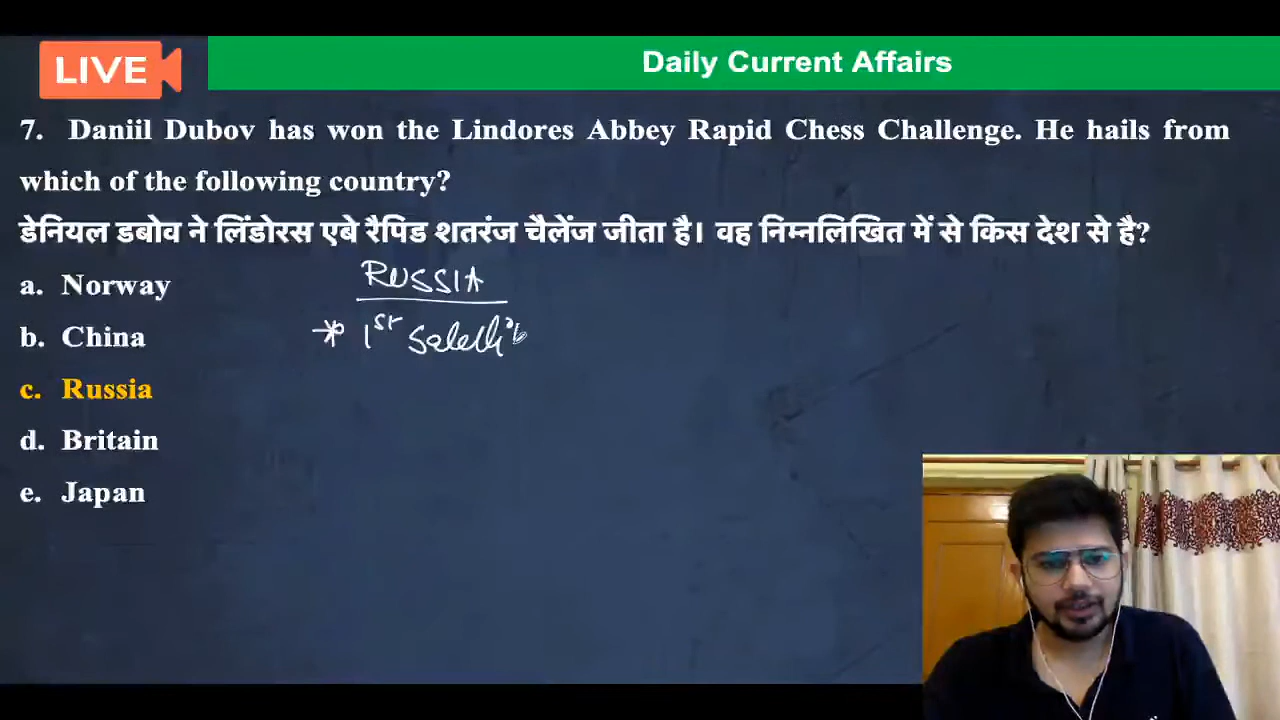 LIVE
Daily Current Affairs
7. Daniil Dubov has won the Lindores Abbey Rapid Chess Challenge. He hails from
which of the following country?
डेनियल डबोव ने लिंडोरस एबे रैपिड शतरंज चैलेंज जीता है। वह निम्नलिखित में से किस देश से है?
RUSSIA
a. Norway
* 1st
b. China
c. Russia
d. Britain
e. Japan